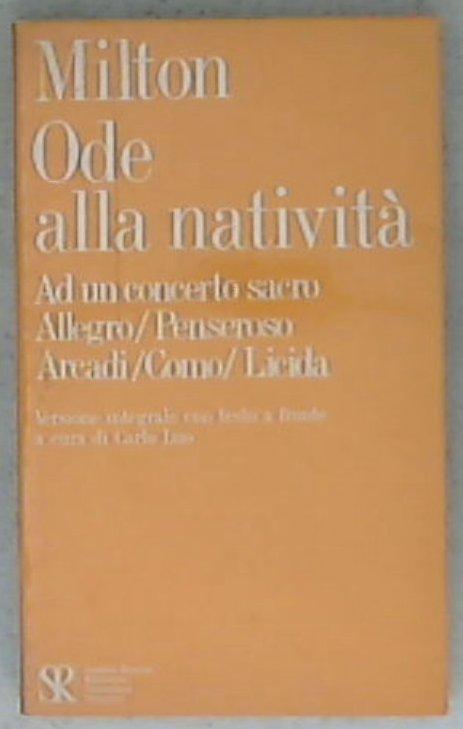 Milton
Ode
alla natività
Ad un concerto sacro
Allegro/Penseroso
Arcadi/Como/Licida
Versione integrale con testo a fronte
a cura di Carlo Izzo
SR